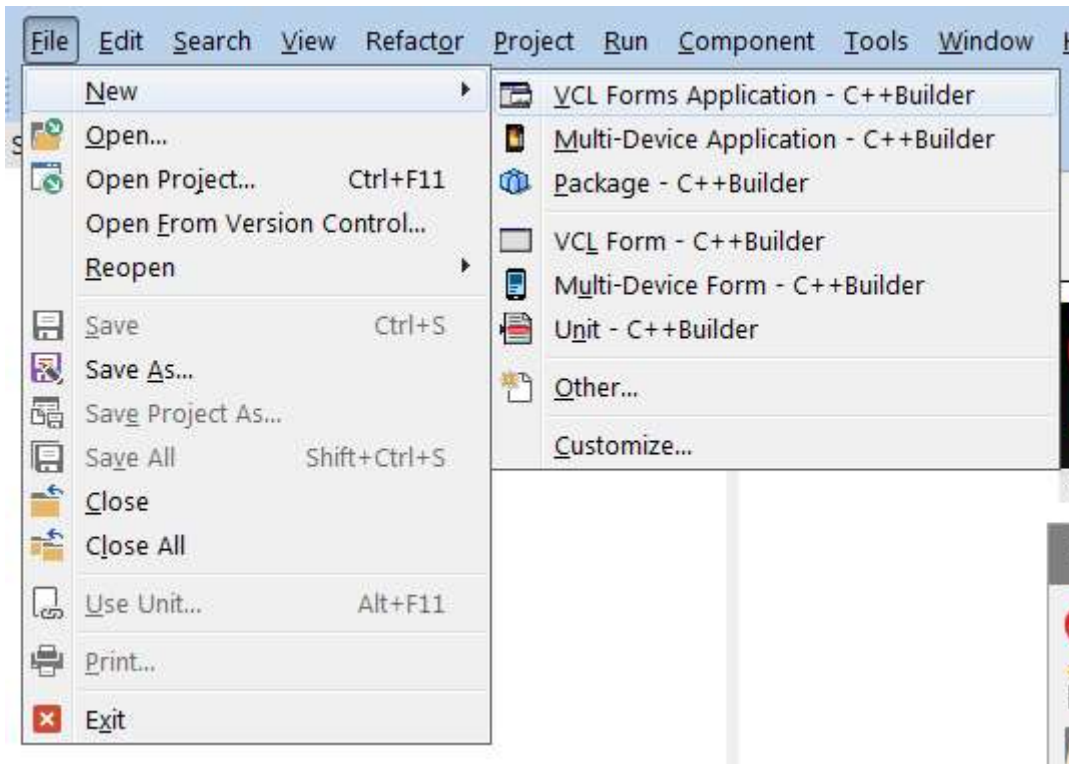 File Edit Search View Refactor Project Run Component Tools Window
New
Open...
Open Project... Ctrl+F11
Open From Version Control...
Reopen
Save Ctrl+S
Save As...
Save Project As...
Save All Shift+Ctrl+S
Close
Close All
Use Unit... Alt+F11
Print...
Exit
VCL Forms Application - C++Builder
Multi-Device Application - C++Builder
Package - C++Builder
VCL Form - C++Builder
Multi-Device Form - C++Builder
Unit - C++Builder
Other...
Customize...